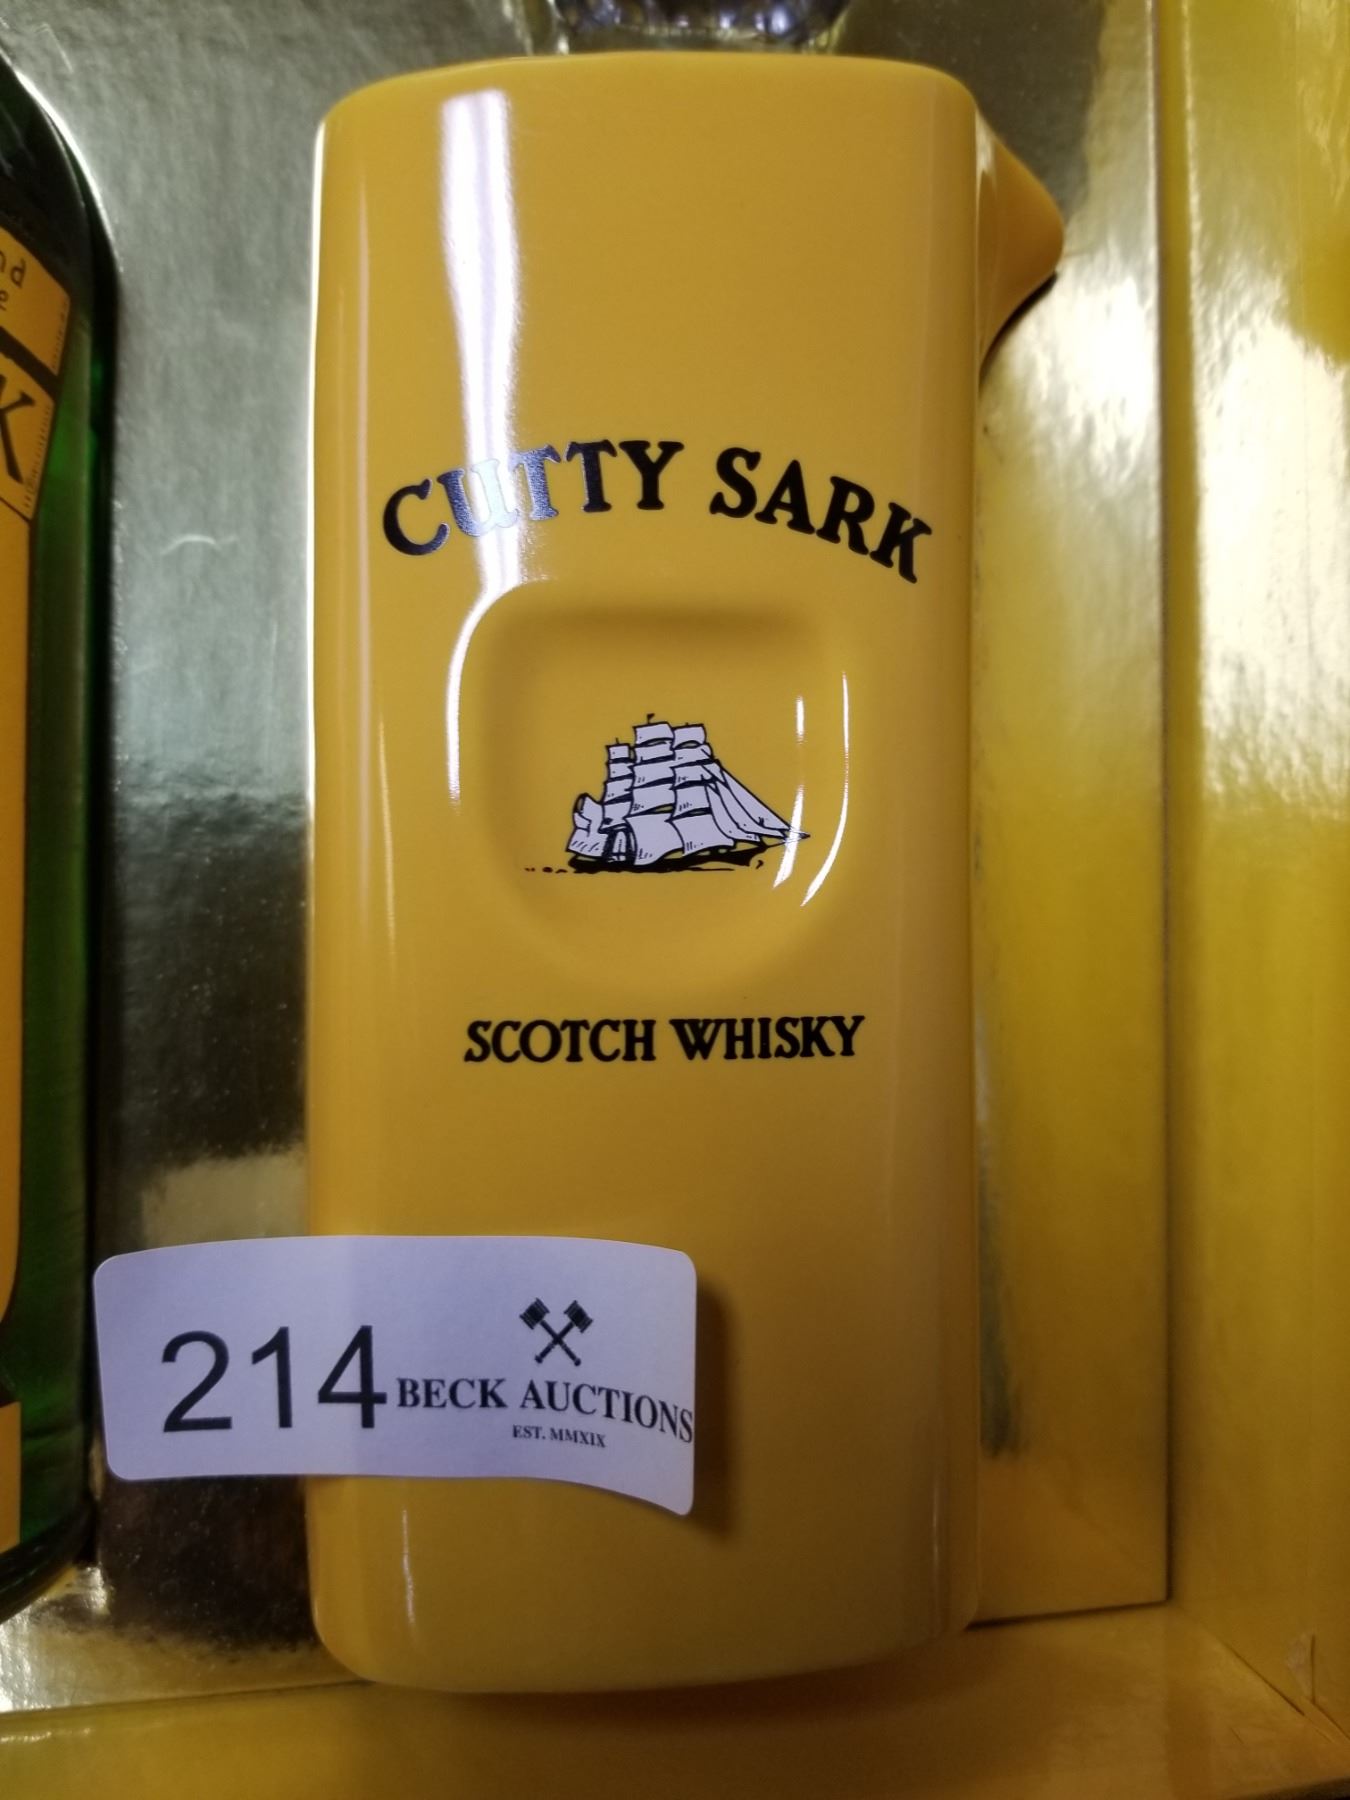 CUTTY SARK
SCOTCH WHISKY
214
BECK AUCTIONS
EST. MMXIX